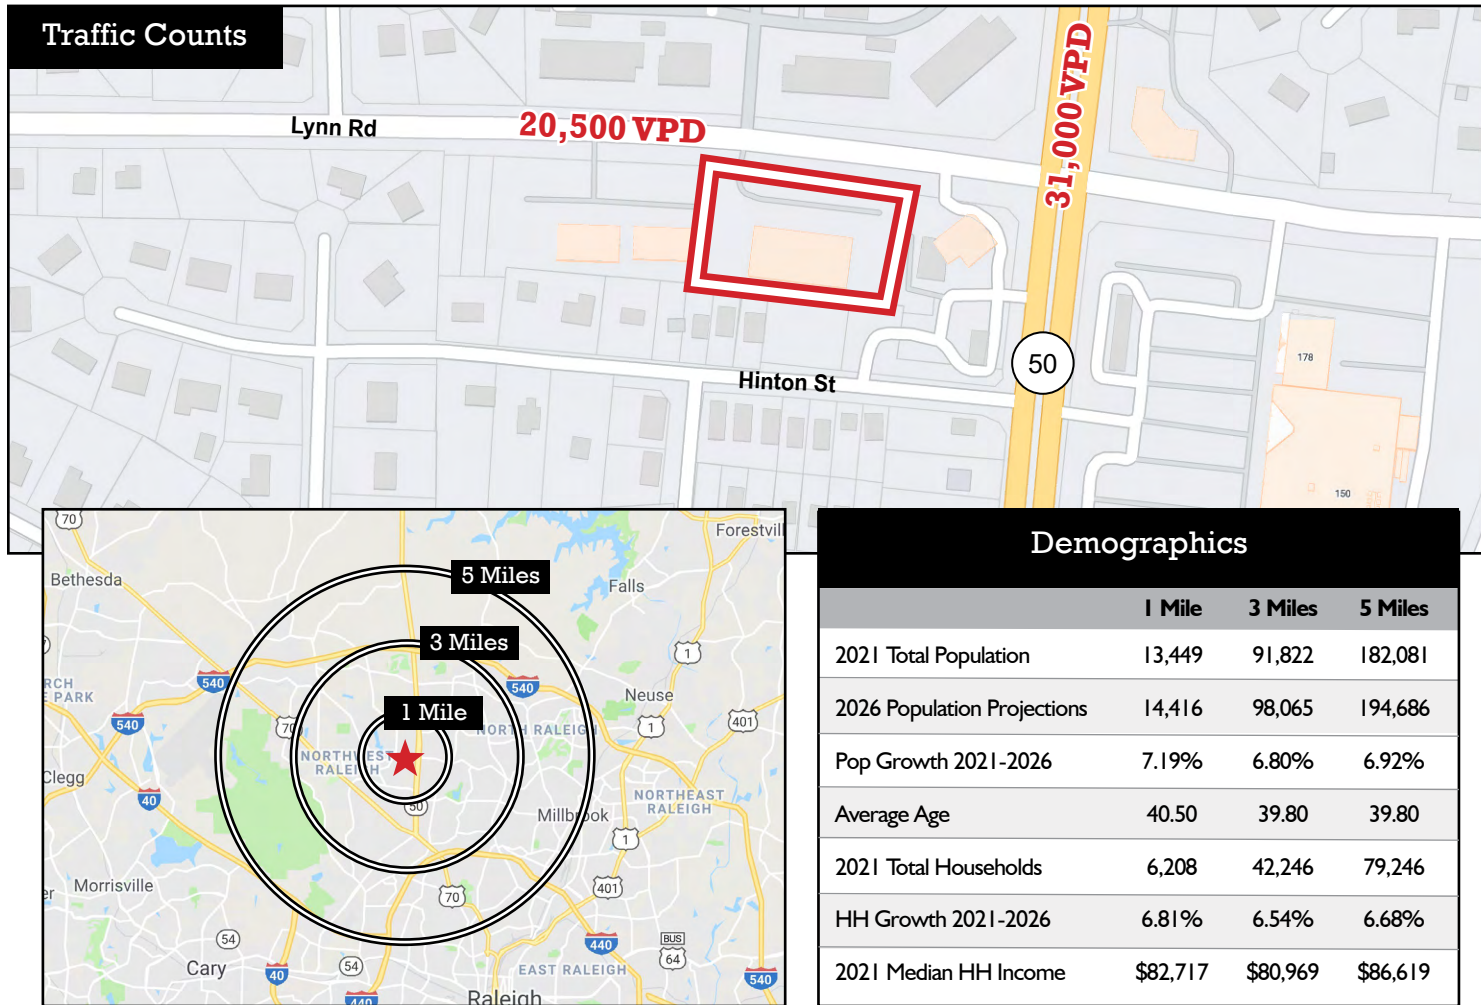 Traffic Counts
Lynn Rd
20,500 VPD
31,000 VPD
Hinton St
50
178
150
70
Bethesda
Forestvil
5 Miles
Falls
3 Miles
1
540
540
RCH
E PARK
Neuse
1 Mile
540
70
NORTH RALEIGH
1
401
NORTHWEST
RALEIGH
Clegg
40
50
Millbrook
NORTHEAST
RALEIGH
1
Morrisville
er
70
401
54
440
BUS
64
Cary
40
54
EAST RALEIGH
540
440
Raleigh
Demographics
1 Mile 3 Miles 5 Miles
2021 Total Population 13,449 91,822 182,081
2026 Population Projections 14,416 98,065 194,686
Pop Growth 2021-2026 7.19% 6.80% 6.92%
Average Age 40.50 39.80 39.80
2021 Total Households 6,208 42,246 79,246
HH Growth 2021-2026 6.81% 6.54% 6.68%
2021 Median HH Income $82,717 $80,969 $86,619